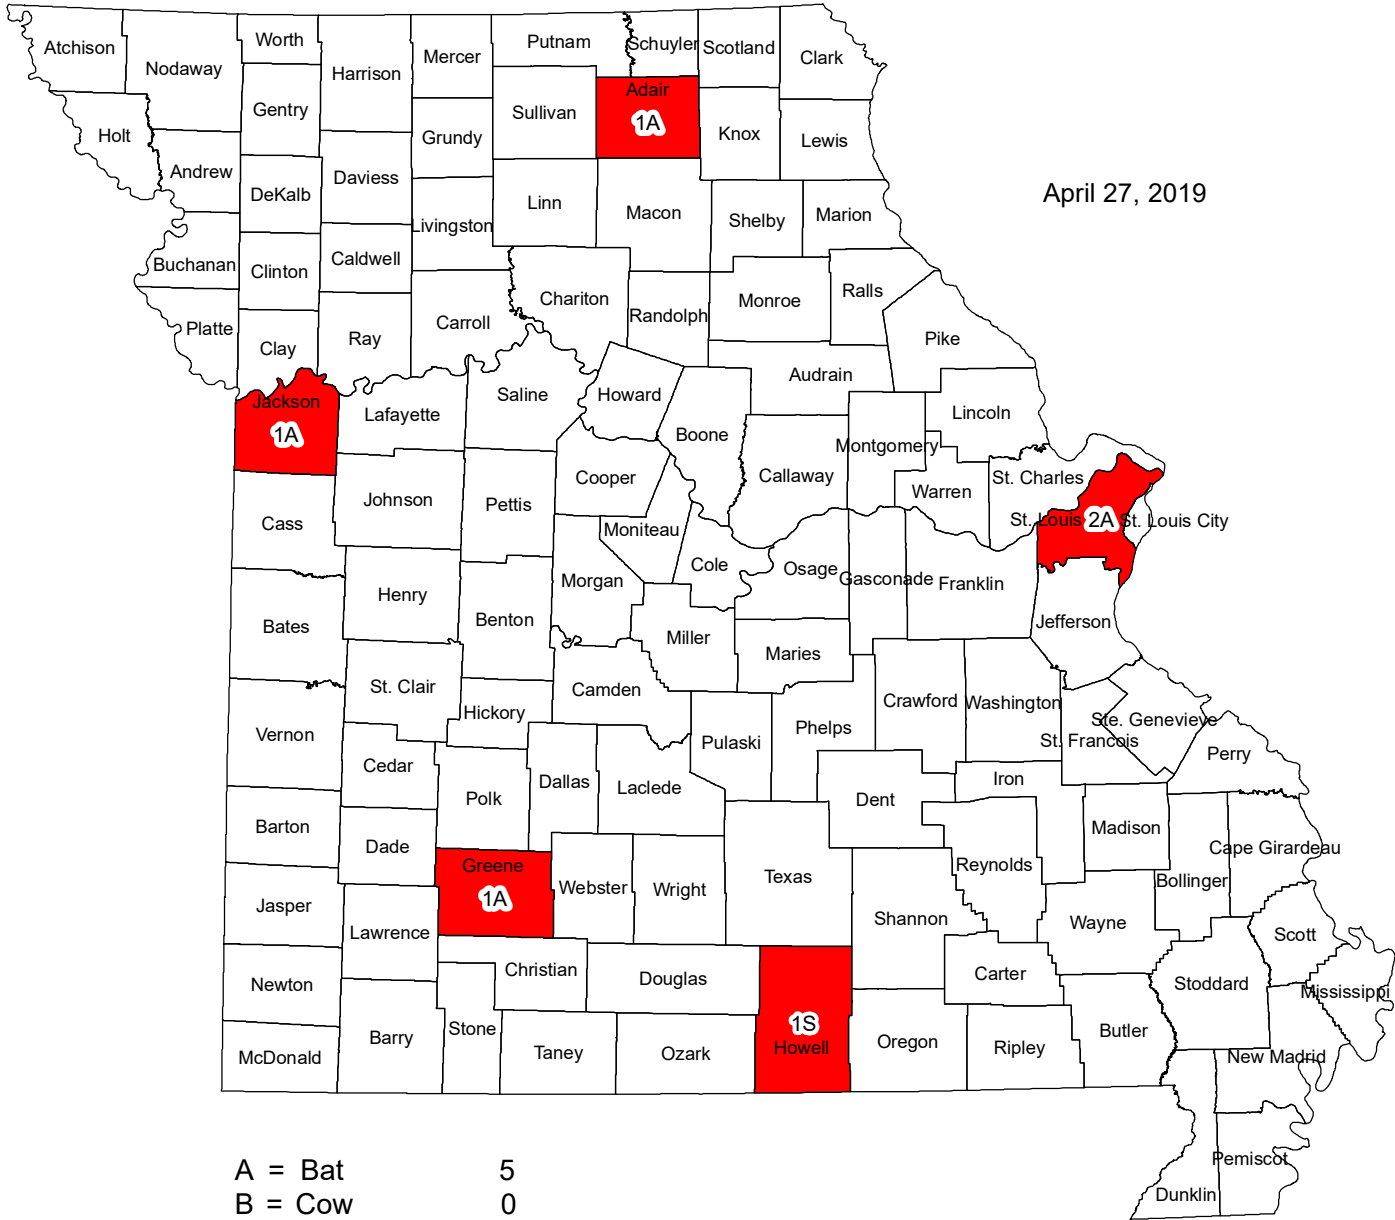 Atchison
Nodaway
Worth
Harrison
Mercer
Putnam
Schuyler
Scotland
Clark
Gentry
Sullivan
Adair
1A
Holt
Grundy
Knox
Lewis
Andrew
DeKalb
Daviess
April 27, 2019
Linn
Macon
Shelby
Marion
Livingston
Buchanan
Clinton
Caldwell
Chariton
Randolph
Monroe
Ralls
Platte
Clay
Ray
Carroll
Pike
Audrain
Saline
Howard
Jackson
1A
Lafayette
Lincoln
Boone
Montgomery
Cooper
Callaway
St. Charles
Warren
Johnson
Pettis
Cass
Moniteau
St. Louis
2A
St. Louis City
Cole
Osage
Gasconade
Franklin
Morgan
Henry
Benton
Bates
Miller
Jefferson
Maries
St. Clair
Camden
Crawford
Washington
Hickory
Ste. Genevieve
Vernon
Pulaski
Phelps
St. Francois
Perry
Cedar
Dallas
Laclede
Iron
Polk
Dent
Barton
Madison
Dade
Cape Girardeau
Greene
1A
Reynolds
Texas
Bollinger
Webster
Wright
Jasper
Shannon
Wayne
Lawrence
Scott
Christian
Douglas
Carter
Newton
Stoddard
Mississippi
1S
Howell
Stone
Barry
Oregon
Ripley
Butler
McDonald
Taney
Ozark
New Madrid
Pemiscot
Dunklin
A = Bat 5
B = Cow 0